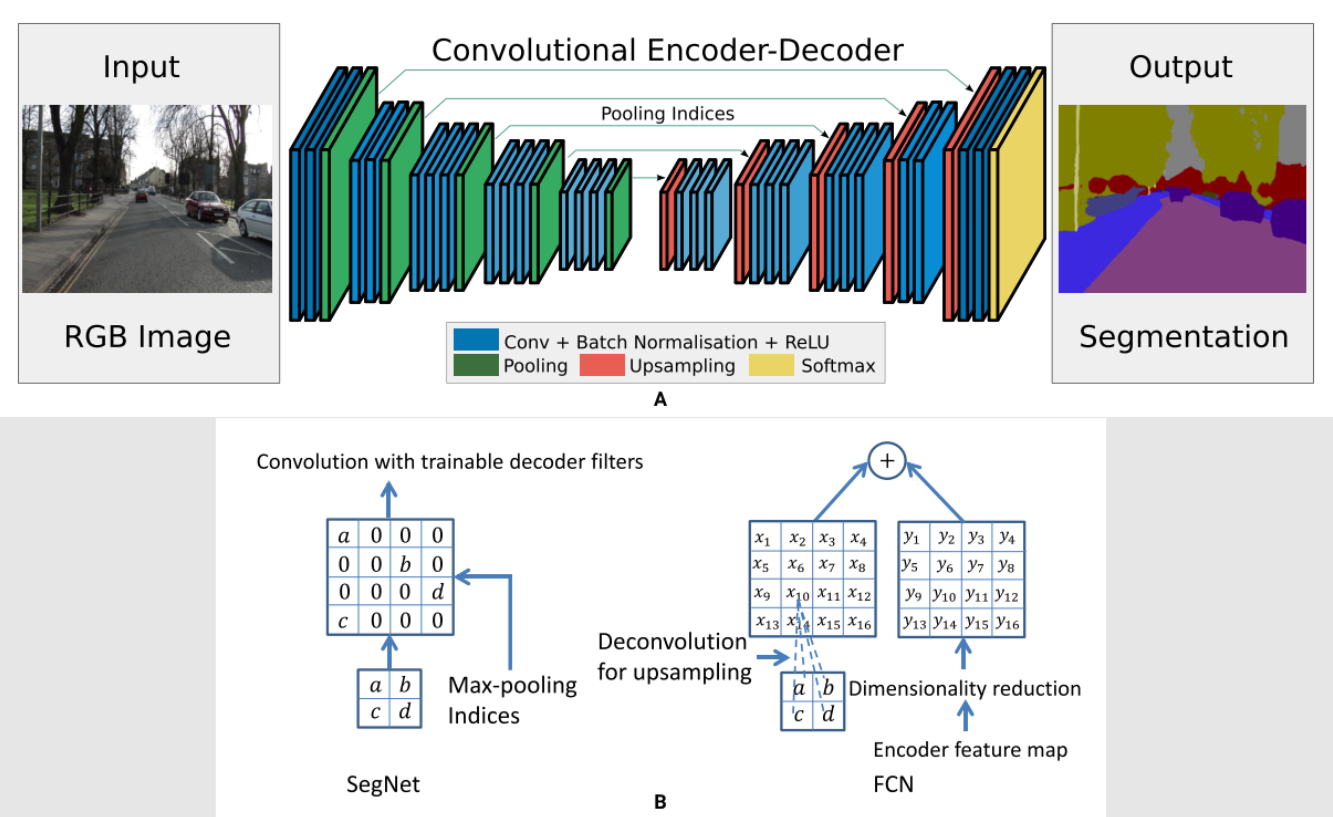 Input
RGB Image
Convolutional Encoder-Decoder
Pooling Indices
Output
Segmentation
Conv + Batch Normalisation + ReLU
Pooling
Upsampling
Softmax
A
Convolution with trainable decoder filters
a 0 0 0
0 0 b 0
0 0 0 d
c 0 0 0
a b
c d
Max-pooling
Indices
SegNet
+
x₁ x₂ x₃ x₄
x₅ x₆ x₇ x₈
x₉ x₁₀ x₁₁ x₁₂
x₁₃ x₁₄ x₁₅ x₁₆
y₁ y₂ y₃ y₄
y₅ y₆ y₇ y₈
y₉ y₁₀ y₁₁ y₁₂
y₁₃ y₁₄ y₁₅ y₁₆
Deconvolution
for upsampling
a b
c d
Dimensionality reduction
Encoder feature map
FCN
B